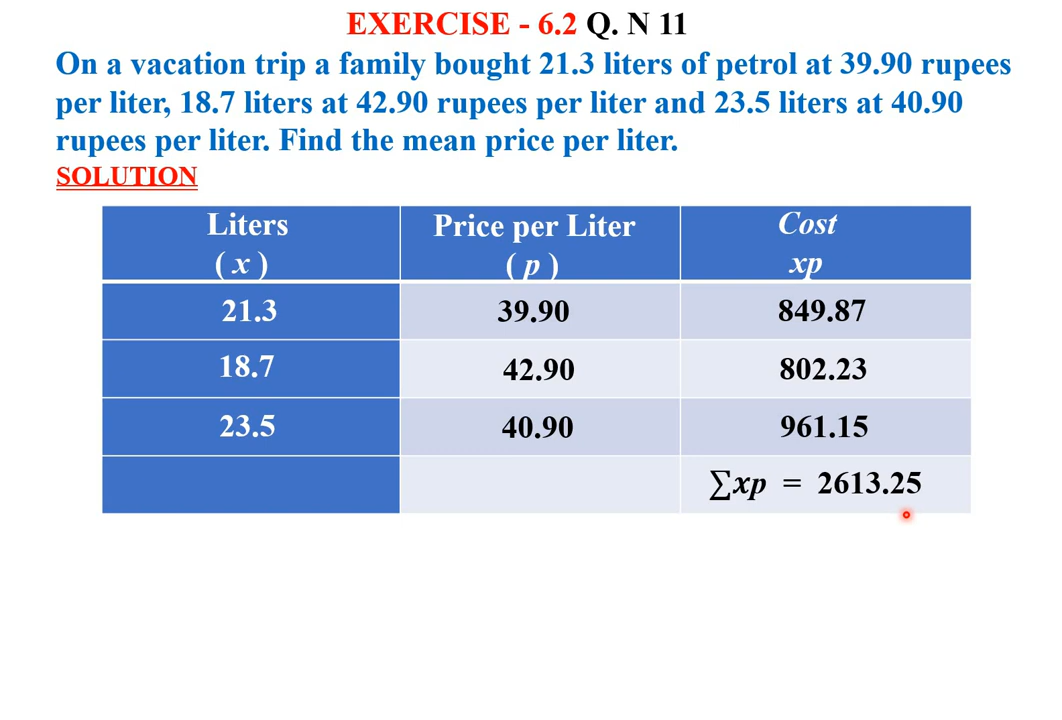 EXERCISE - 6.2 Q. N 11
On a vacation trip a family bought 21.3 liters of petrol at 39.90 rupees
per liter, 18.7 liters at 42.90 rupees per liter and 23.5 liters at 40.90
rupees per liter. Find the mean price per liter.
SOLUTION
Liters Price per Liter Cost
( x ) ( p ) xp
21.3 39.90 849.87
18.7 42.90 802.23
23.5 40.90 961.15
∑xp = 2613.25